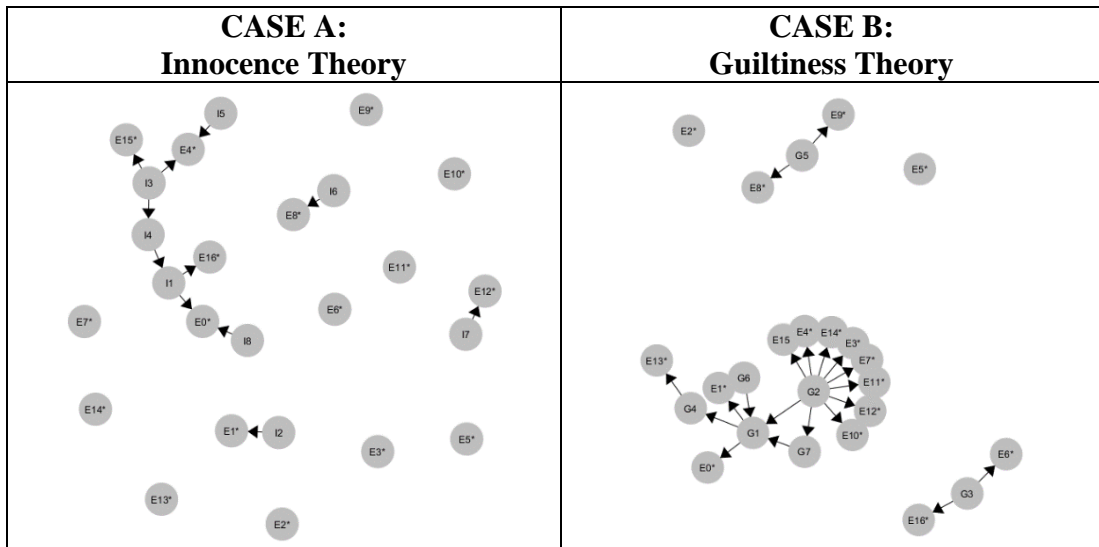 CASE A:
Innocence Theory
CASE B:
Guiltiness Theory
I5
E9*
E15*
E4*
I3
E10*
I6
E8*
I4
E16*
E11*
I1
E12*
E6*
E7*
E0*
I8
I7
E14*
E1*
I2
E5*
E3*
E13*
E2*
E9*
E2*
G5
E5*
E8*
E4*
E14*
E15
E3*
E13*
E7*
G6
E1*
E11*
G2
G4
E12*
G1
E10*
G7
E0*
E6*
G3
E16*